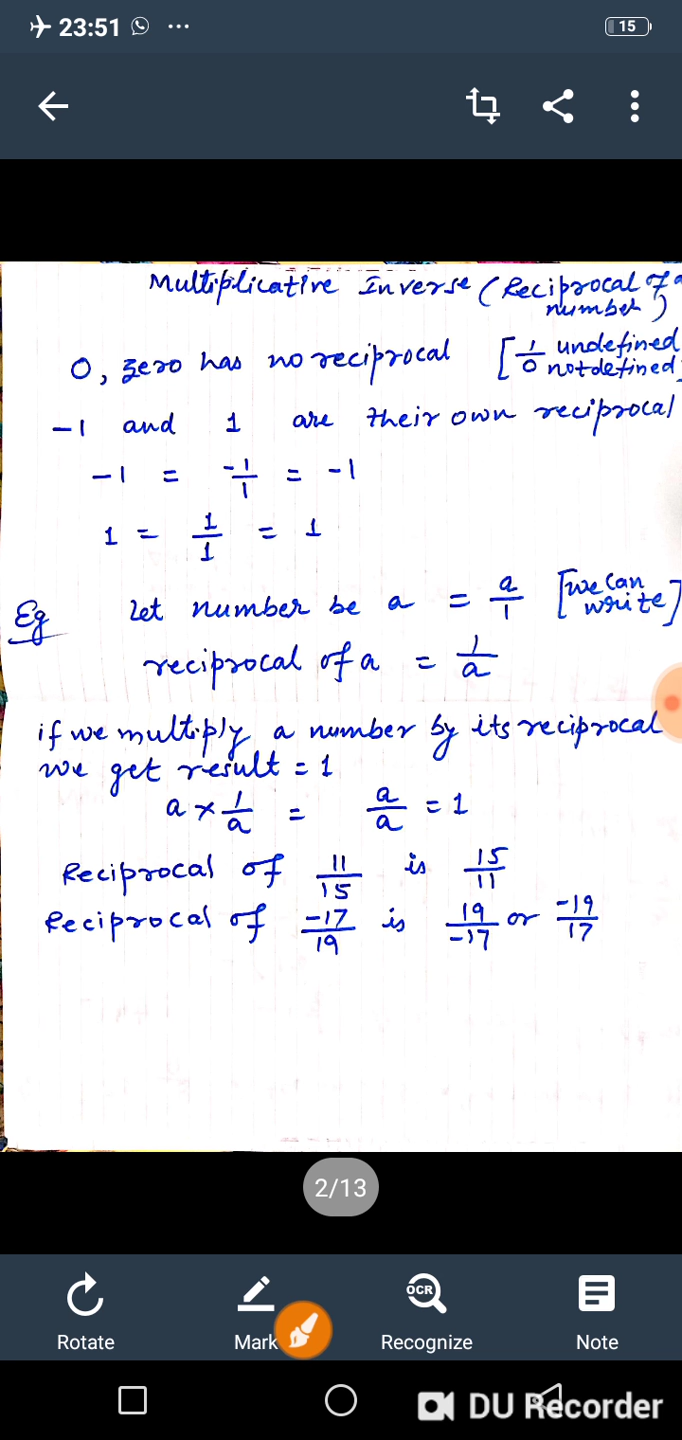 23:51 ... 15
Multiplicative Inverse (Reciprocal of a
number)
0, zero has no reciprocal [1/0 undefined
not defined]
-1 and 1 are their own reciprocal
-1 = -1/1 = -1
1 = 1/1 = 1
Eg Let number be a = a/1 [we can
write]
reciprocal of a = 1/a
if we multiply a number by its reciprocal
we get result = 1
a × 1/a = a/a = 1
Reciprocal of 11/15 is 15/11
Reciprocal of -17/19 is 19/-17 or -19/17
2/13
OCR
Rotate Mark Recognize Note
DU Recorder